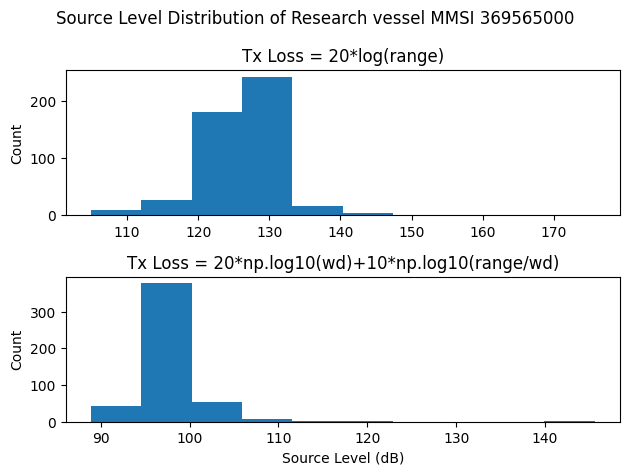 Source Level Distribution of Research vessel MMSI 369565000
Tx Loss = 20*log(range)
Count
200
100
0
110 120 130 140 150 160 170
Tx Loss = 20*np.log10(wd)+10*np.log10(range/wd)
Count
300
200
100
0
90 100 110 120 130 140
Source Level (dB)